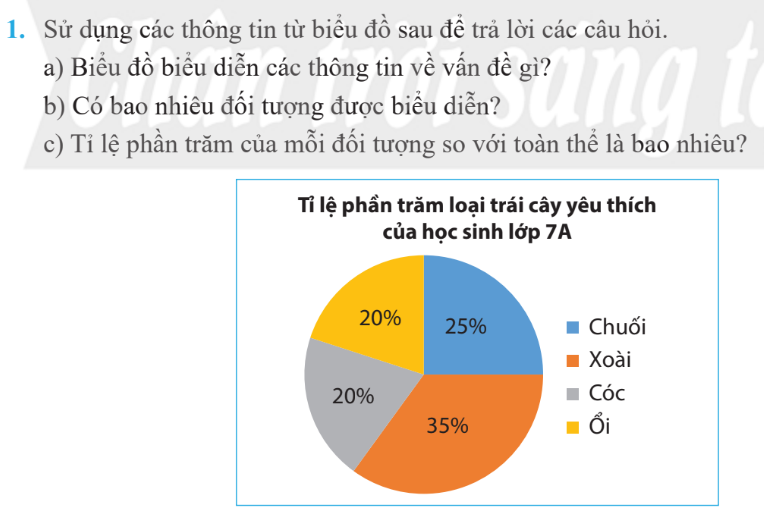 1. Sử dụng các thông tin từ biểu đồ sau để trả lời các câu hỏi.
a) Biểu đồ biểu diễn các thông tin về vấn đề gì?
b) Có bao nhiêu đối tượng được biểu diễn?
c) Tỉ lệ phần trăm của mỗi đối tượng so với toàn thể là bao nhiêu?
Tỉ lệ phần trăm loại trái cây yêu thích
của học sinh lớp 7A
20%
25%
20%
35%
Chuối
Xoài
Cóc
Ổi